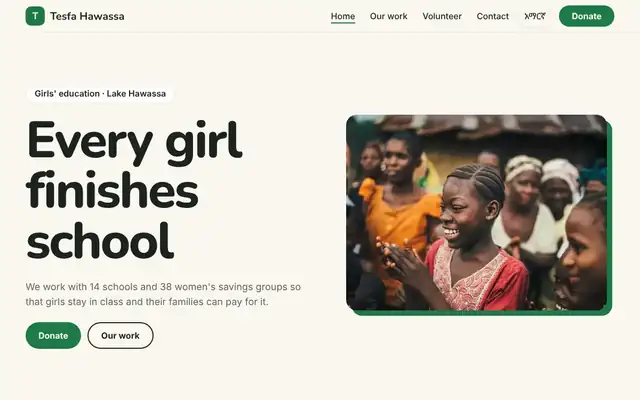 T Tesfa Hawassa
Home Our work Volunteer Contact አማርኛ Donate
Girls' education · Lake Hawassa
Every girl
finishes
school
We work with 14 schools and 38 women's savings groups so
that girls stay in class and their families can pay for it.
Donate Our work